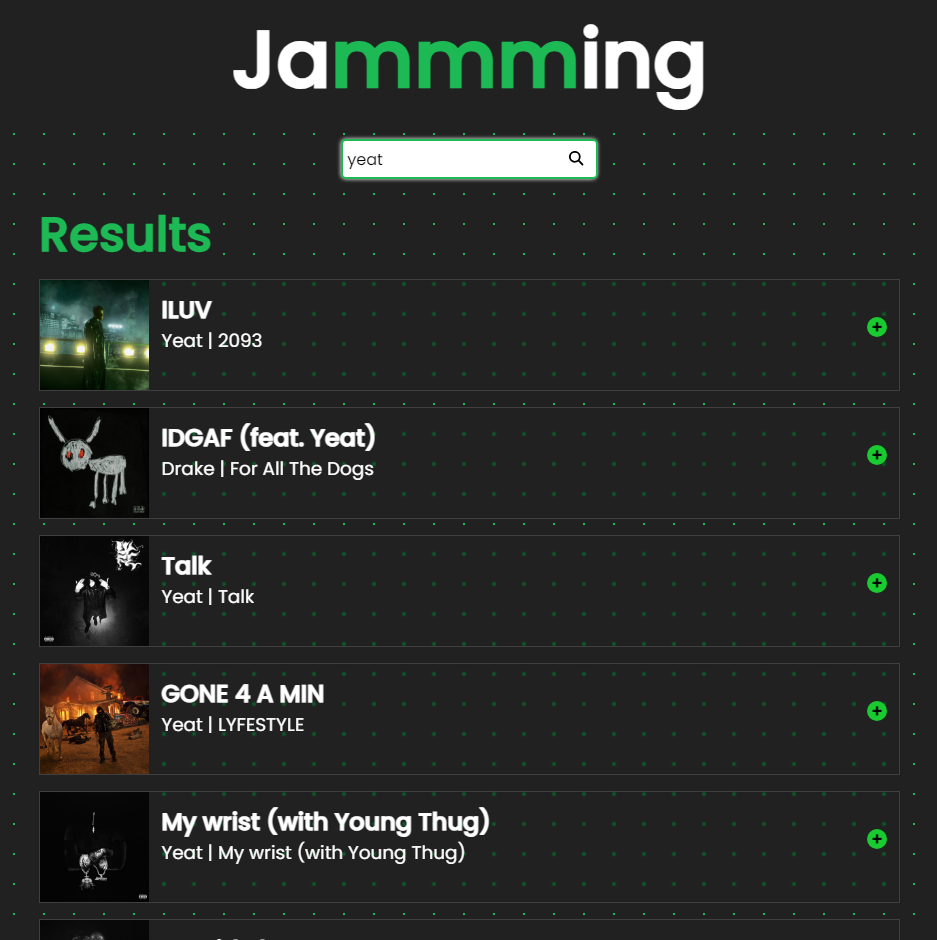 Jammming
yeat
Results
ILUV
Yeat | 2093
IDGAF (feat. Yeat)
Drake | For All The Dogs
Talk
Yeat | Talk
GONE 4 A MIN
Yeat | LYFESTYLE
My wrist (with Young Thug)
Yeat | My wrist (with Young Thug)